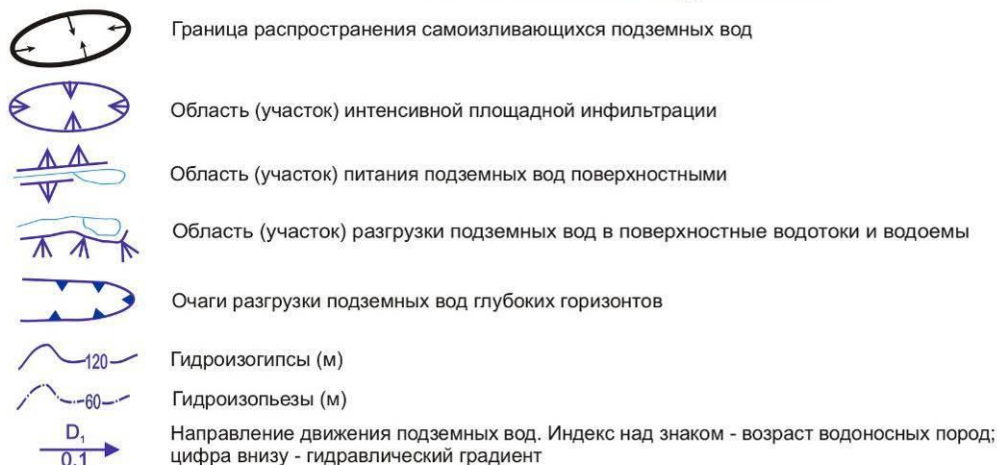 Граница распространения самоизливающихся подземных вод
Область (участок) интенсивной площадной инфильтрации
Область (участок) питания подземных вод поверхностными
Область (участок) разгрузки подземных вод в поверхностные водотоки и водоемы
Очаги разгрузки подземных вод глубоких горизонтов
120 Гидроизогипсы (м)
60 Гидроизопьезы (м)
D₁
0,1
Направление движения подземных вод. Индекс над знаком - возраст водоносных пород;
цифра внизу - гидравлический градиент